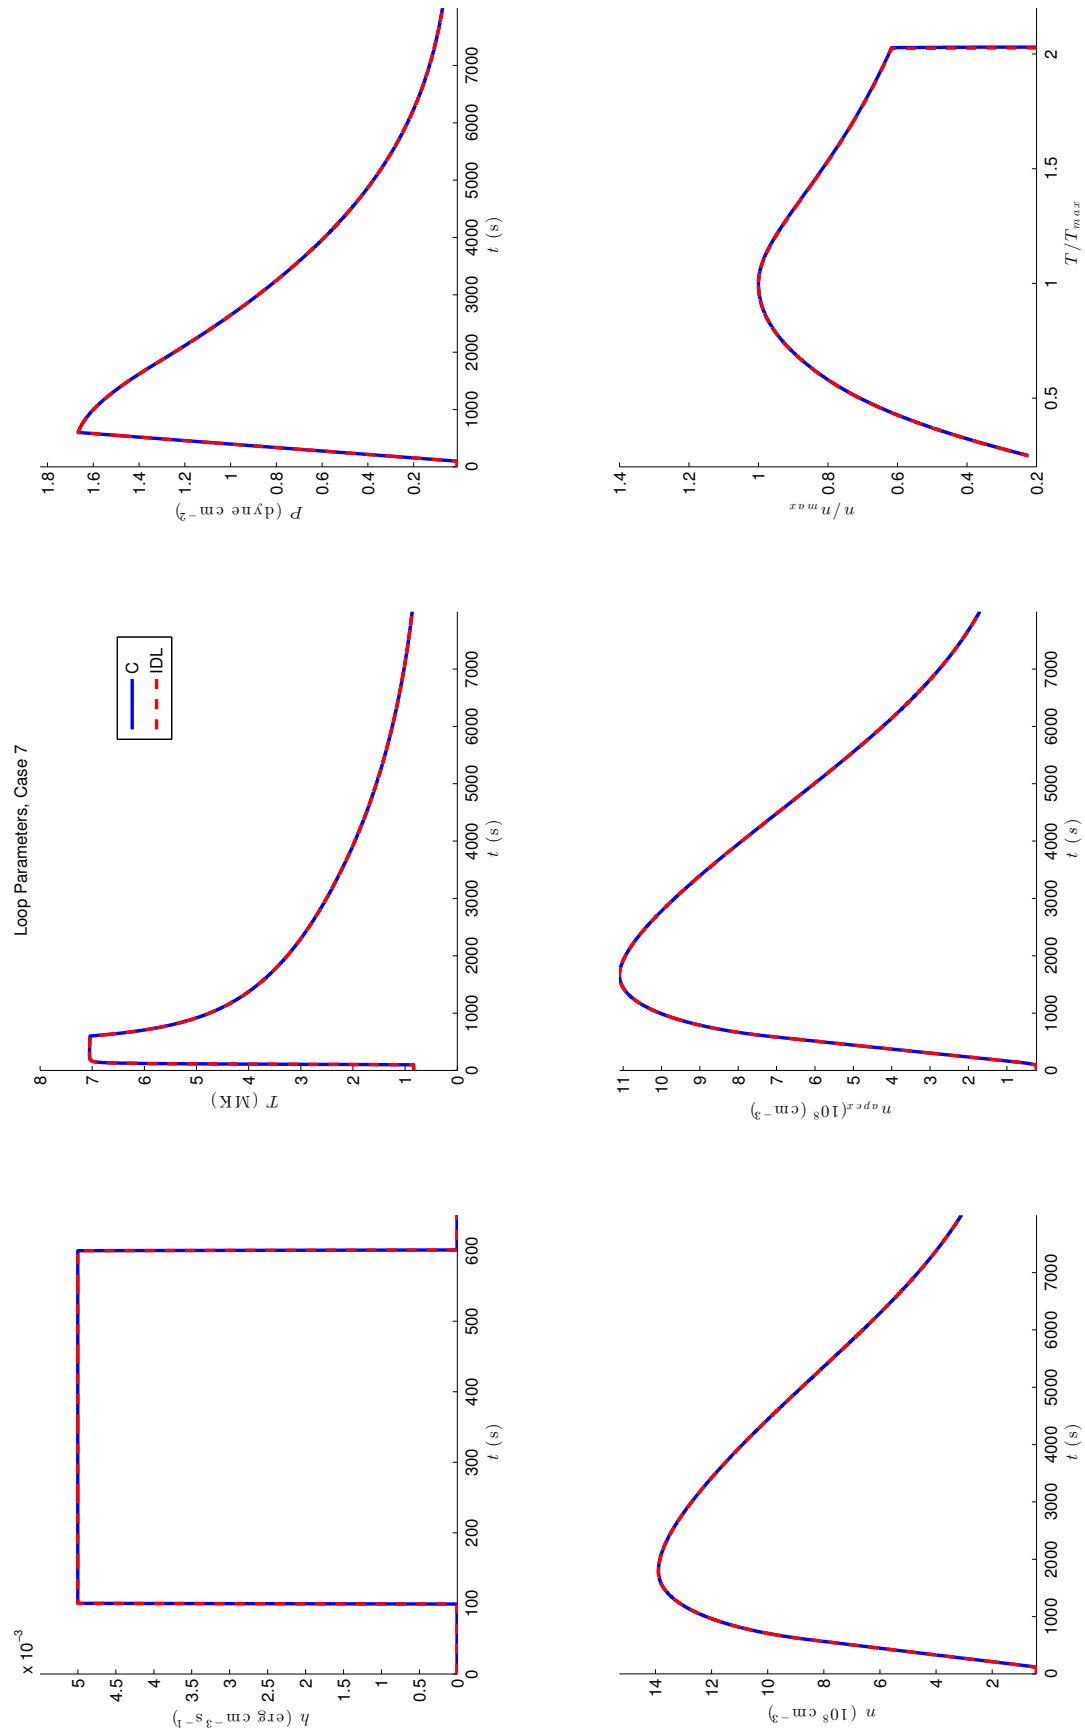 Loop Parameters, Case 7
x 10⁻³
5
4.5
4
3.5
3
2.5
2
1.5
1
0.5
0
h (erg cm⁻³s⁻¹)
0 100 200 300 400 500 600
t (s)
8
7
6
5
4
3
2
1
0
T (MK)
0 1000 2000 3000 4000 5000 6000 7000
t (s)
C
IDL
1.8
1.6
1.4
1.2
1
0.8
0.6
0.4
0.2
P (dyne cm⁻²)
0 1000 2000 3000 4000 5000 6000 7000
t (s)
14
12
10
8
6
4
2
n (10⁸ cm⁻³)
0 1000 2000 3000 4000 5000 6000 7000
t (s)
11
10
9
8
7
6
5
4
3
2
1
n_apex(10⁸ (cm⁻³)
0 1000 2000 3000 4000 5000 6000 7000
t (s)
1.4
1.2
1
0.8
0.6
0.4
0.2
n/n_max
0.5 1 1.5 2
T/T_max